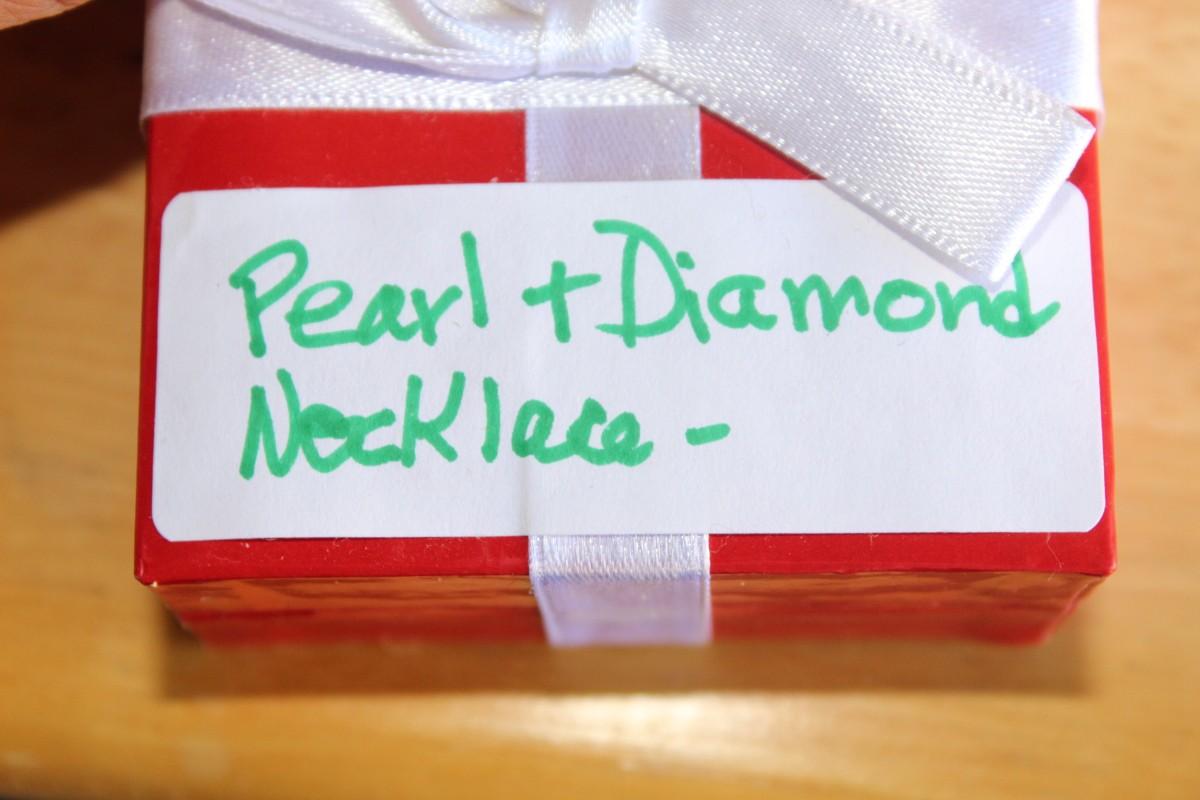 Pearl + Diamond
Necklace -